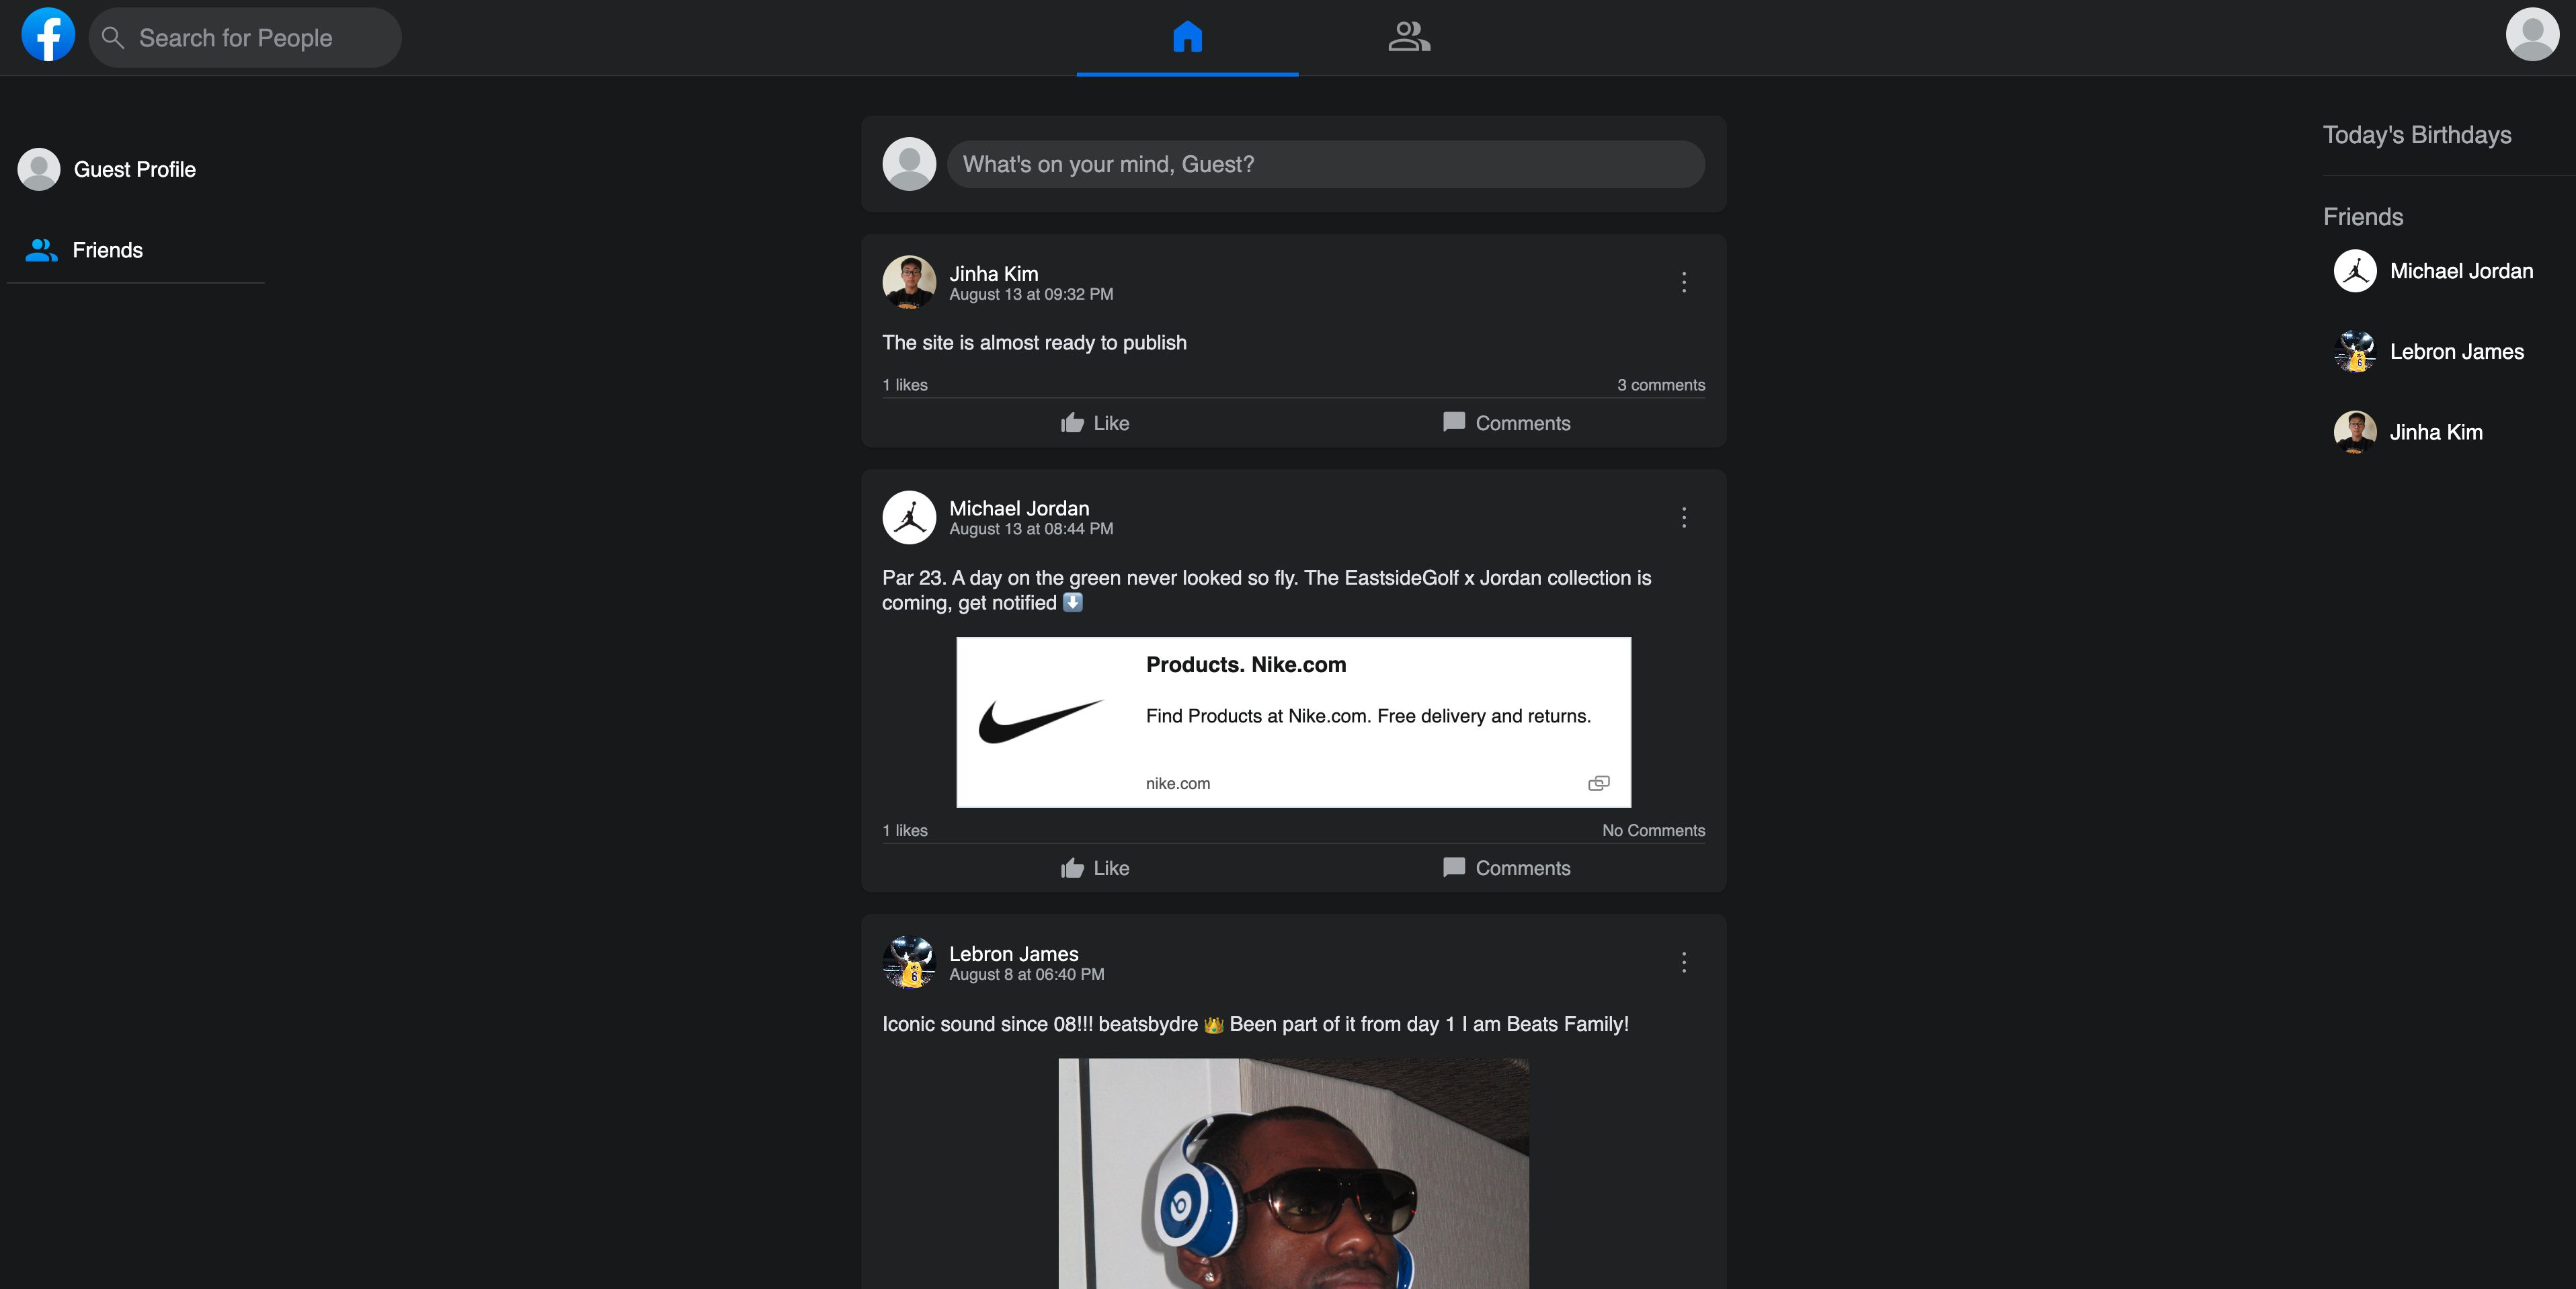 Search for People
Guest Profile
Friends
What's on your mind, Guest?
Jinha Kim
August 13 at 09:32 PM
The site is almost ready to publish
1 likes
3 comments
Like
Comments
Michael Jordan
August 13 at 08:44 PM
Par 23. A day on the green never looked so fly. The EastsideGolf x Jordan collection is
coming, get notified ⬇️
Products. Nike.com
Find Products at Nike.com. Free delivery and returns.
nike.com
1 likes
No Comments
Like
Comments
Lebron James
August 8 at 06:40 PM
Iconic sound since 08!!! beatsbydre 👑 Been part of it from day 1 I am Beats Family!
Today's Birthdays
Friends
Michael Jordan
Lebron James
Jinha Kim